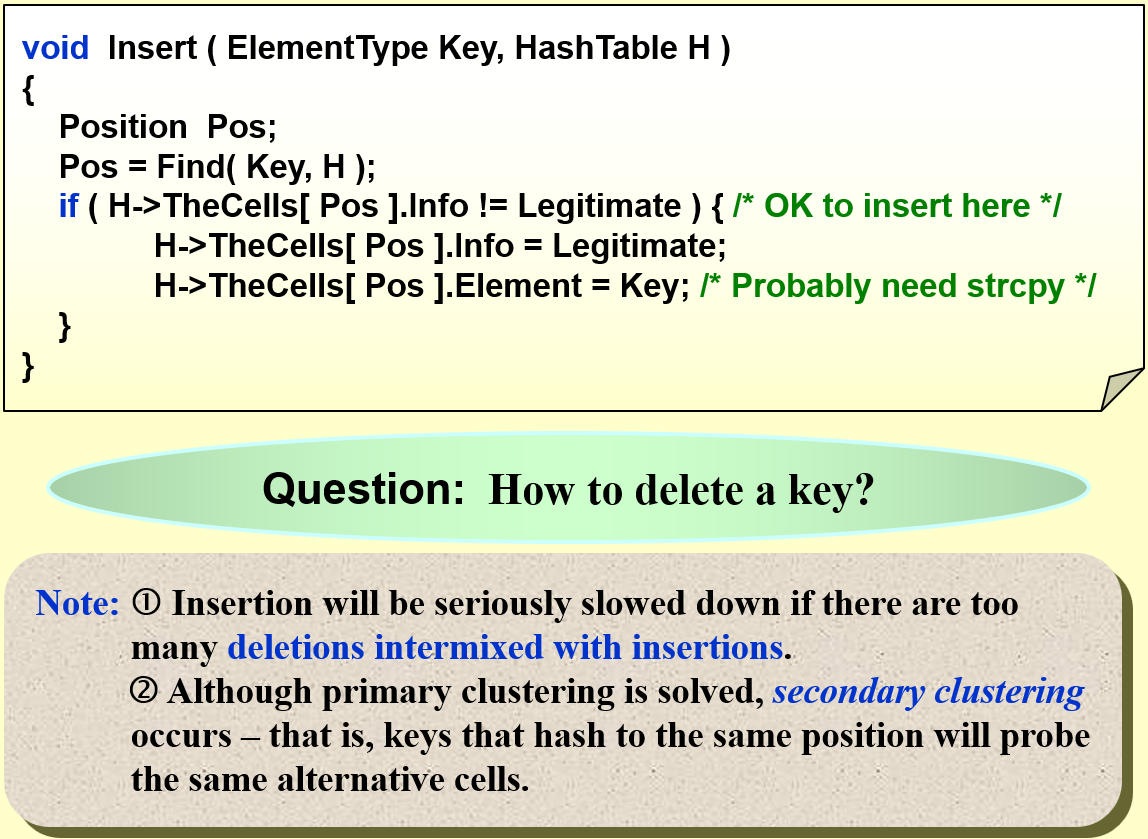 void Insert ( ElementType Key, HashTable H )
{
Position Pos;
Pos = Find( Key, H );
if ( H->TheCells[ Pos ].Info != Legitimate ) { /* OK to insert here */
H->TheCells[ Pos ].Info = Legitimate;
H->TheCells[ Pos ].Element = Key; /* Probably need strcpy */
}
}
Question: How to delete a key?
Note: ① Insertion will be seriously slowed down if there are too
many deletions intermixed with insertions.
② Although primary clustering is solved, secondary clustering
occurs – that is, keys that hash to the same position will probe
the same alternative cells.